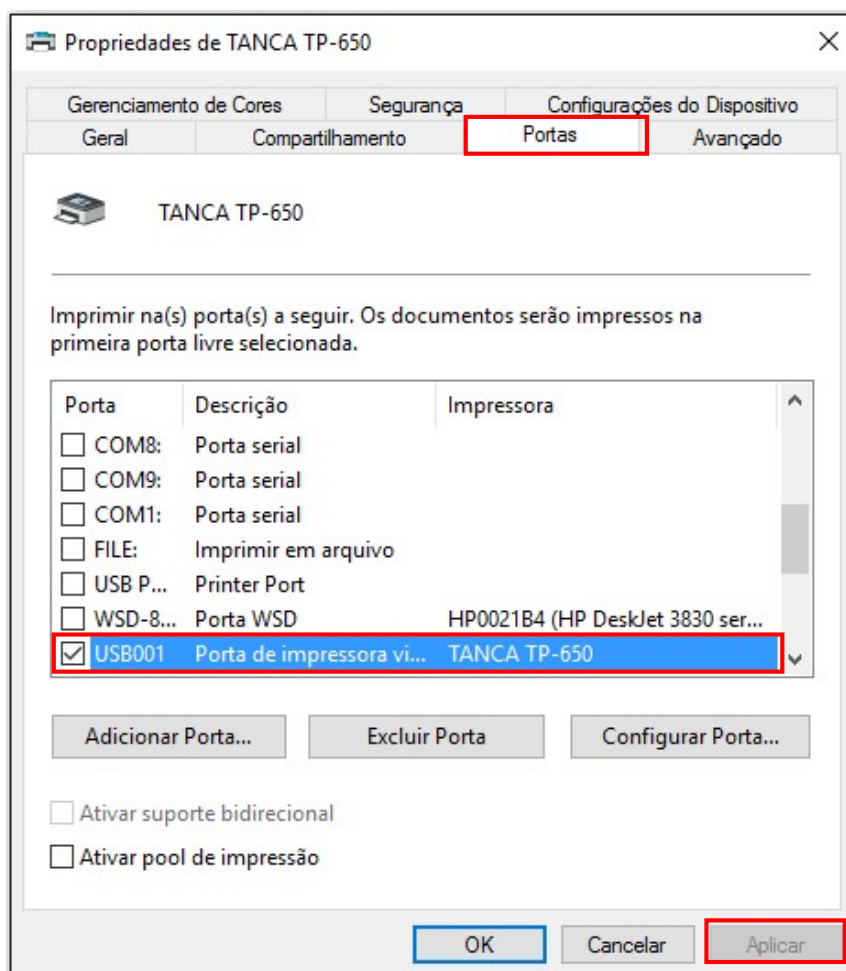 Propriedades de TANCA TP-650
Gerenciamento de Cores Segurança Configurações do Dispositivo
Geral Compartilhamento Portas Avançado
TANCA TP-650
Imprimir na(s) porta(s) a seguir. Os documentos serão impressos na
primeira porta livre selecionada.
Porta Descrição Impressora
COM8: Porta serial
COM9: Porta serial
COM1: Porta serial
FILE: Imprimir em arquivo
USB P... Printer Port
WSD-8... Porta WSD HP0021B4 (HP DeskJet 3830 ser...
USB001 Porta de impressora vi... TANCA TP-650
Adicionar Porta... Excluir Porta Configurar Porta...
Ativar suporte bidirecional
Ativar pool de impressão
OK Cancelar Aplicar